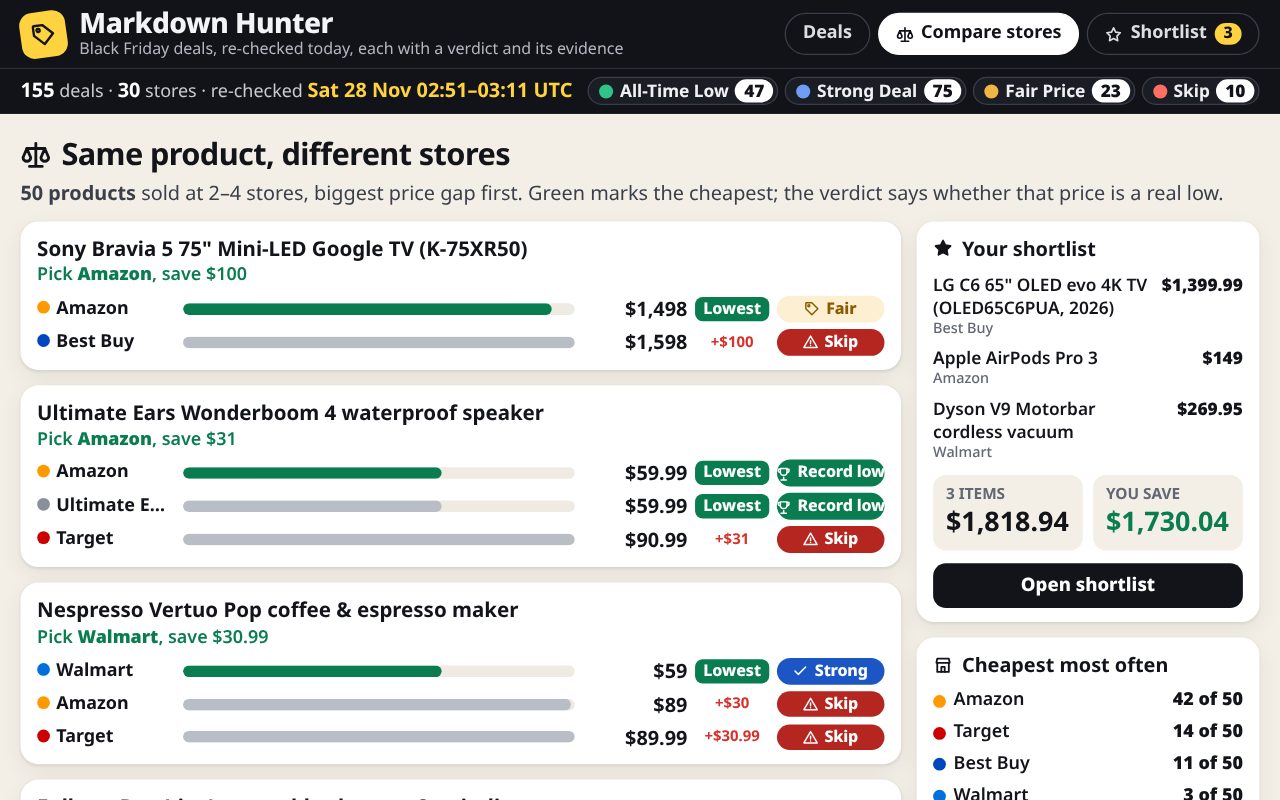 Markdown Hunter
Black Friday deals, re-checked today, each with a verdict and its evidence
Deals
Compare stores
Shortlist 3
155 deals · 30 stores · re-checked Sat 28 Nov 02:51–03:11 UTC
All-Time Low 47
Strong Deal 75
Fair Price 23
Skip 10
Same product, different stores
50 products sold at 2–4 stores, biggest price gap first. Green marks the cheapest; the verdict says whether that price is a real low.
Sony Bravia 5 75" Mini-LED Google TV (K-75XR50)
Pick Amazon, save $100
Amazon $1,498 Lowest Fair
Best Buy $1,598 +$100 Skip
Ultimate Ears Wonderboom 4 waterproof speaker
Pick Amazon, save $31
Amazon $59.99 Lowest Record low
Ultimate E... $59.99 Lowest Record low
Target $90.99 +$31 Skip
Nespresso Vertuo Pop coffee & espresso maker
Pick Walmart, save $30.99
Walmart $59 Lowest Strong
Amazon $89 +$30 Skip
Target $89.99 +$30.99 Skip
Your shortlist
LG C6 65" OLED evo 4K TV $1,399.99
(OLED65C6PUA, 2026)
Best Buy
Apple AirPods Pro 3 $149
Amazon
Dyson V9 Motorbar $269.95
cordless vacuum
Walmart
3 ITEMS
$1,818.94
YOU SAVE
$1,730.04
Open shortlist
Cheapest most often
Amazon 42 of 50
Target 14 of 50
Best Buy 11 of 50
Walmart 3 of 50